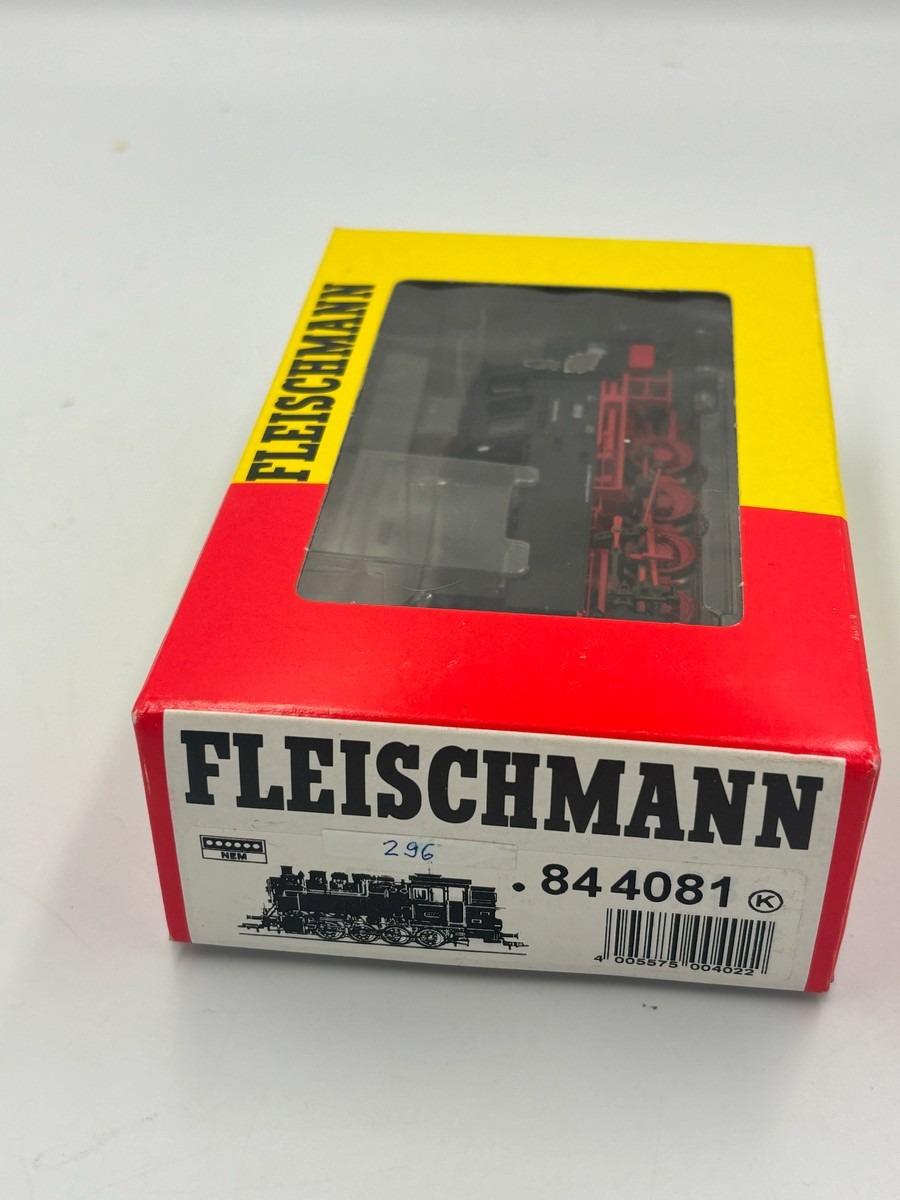 FLEISCHMANN
FLEISCHMANN
NEM
296
. 84 4081 K
4 005575 004022